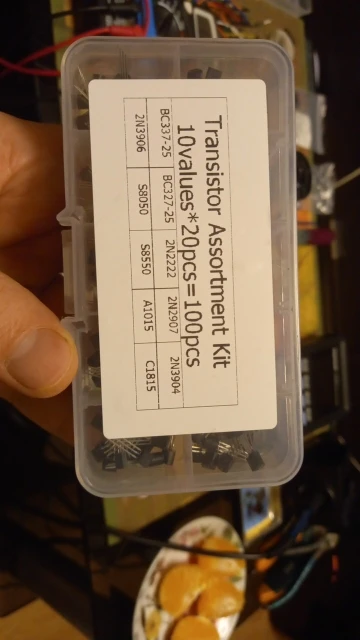 Transistor Assortment Kit
10values*20pcs=100pcs
BC337-25 BC327-25 2N2222 2N2907 2N3904
2N3906 S8050 S8550 A1015 C1815